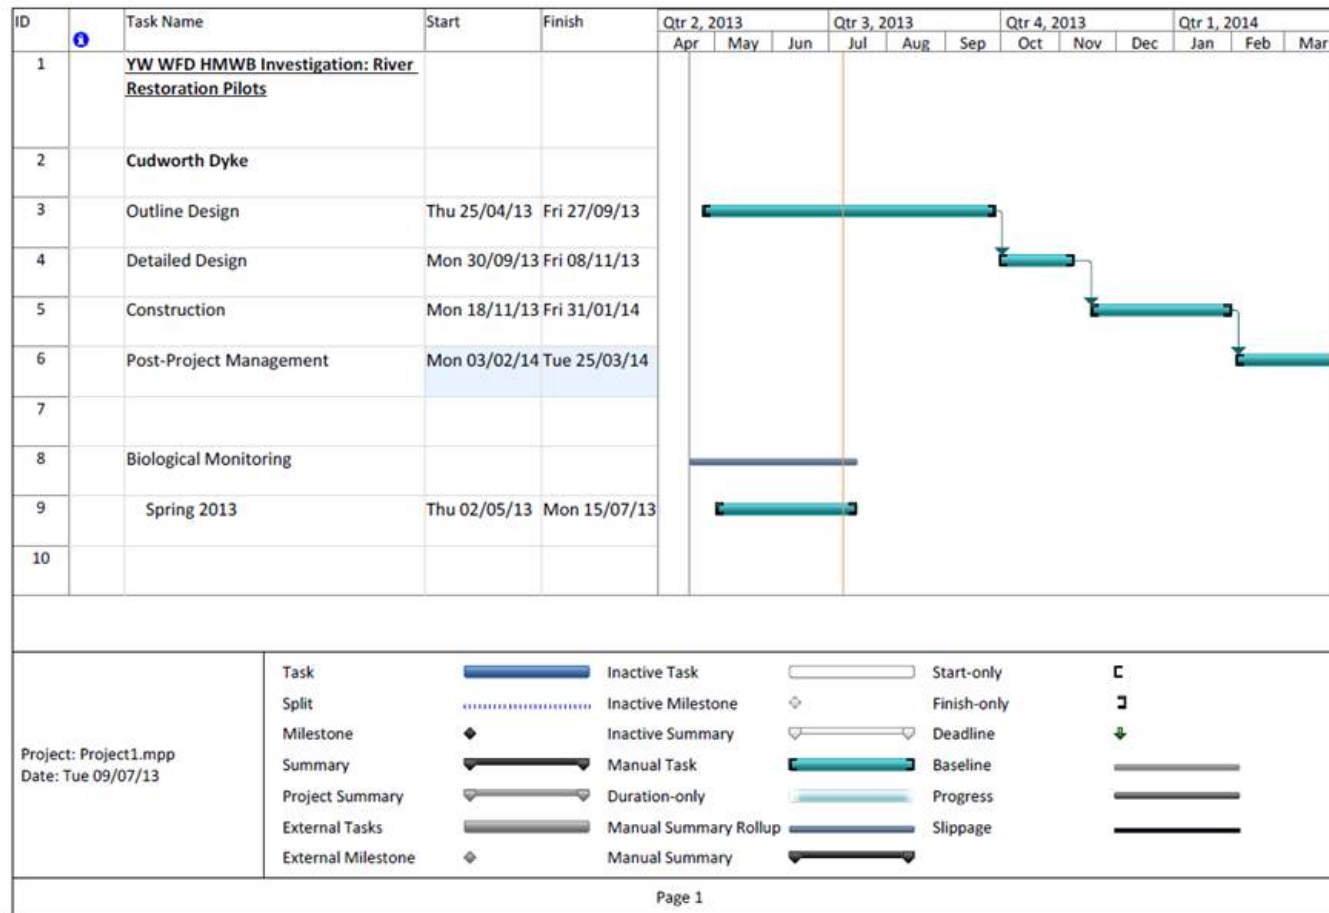 ID Task Name Start Finish Qtr 2, 2013 Qtr 3, 2013 Qtr 4, 2013 Qtr 1, 2014
Apr May Jun Jul Aug Sep Oct Nov Dec Jan Feb Mar
1 YW WFD HMWB Investigation: River
Restoration Pilots
2 Cudworth Dyke
3 Outline Design Thu 25/04/13 Fri 27/09/13
4 Detailed Design Mon 30/09/13 Fri 08/11/13
5 Construction Mon 18/11/13 Fri 31/01/14
6 Post-Project Management Mon 03/02/14 Tue 25/03/14
7
8 Biological Monitoring
9 Spring 2013 Thu 02/05/13 Mon 15/07/13
10
Project: Project1.mpp
Date: Tue 09/07/13
Task Inactive Task Start-only
Split Inactive Milestone Finish-only
Milestone Inactive Summary Deadline
Summary Manual Task Baseline
Project Summary Duration-only Progress
External Tasks Manual Summary Rollup Slippage
External Milestone Manual Summary
Page 1